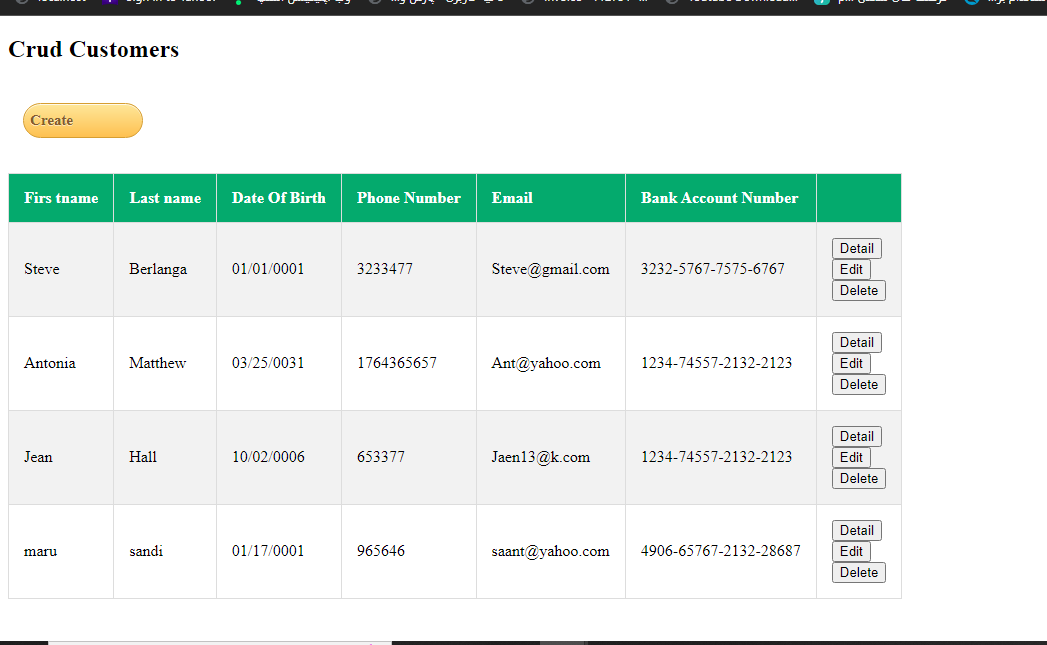 Crud Customers
Create
Firs tname Last name Date Of Birth Phone Number Email Bank Account Number
Steve Berlanga 01/01/0001 3233477 Steve@gmail.com 3232-5767-7575-6767 Detail
Edit
Delete
Antonia Matthew 03/25/0031 1764365657 Ant@yahoo.com 1234-74557-2132-2123 Detail
Edit
Delete
Jean Hall 10/02/0006 653377 Jaen13@k.com 1234-74557-2132-2123 Detail
Edit
Delete
maru sandi 01/17/0001 965646 saant@yahoo.com 4906-65767-2132-28687 Detail
Edit
Delete